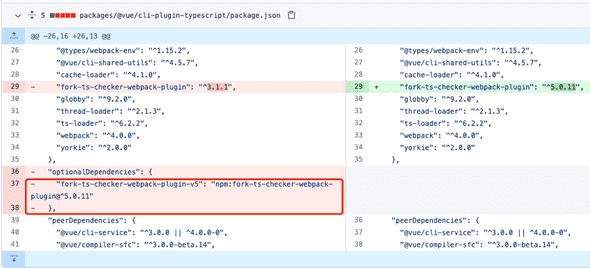 5 packages/@vue/cli-plugin-typescript/package.json
@@ -26,16 +26,13 @@
26 "@types/webpack-env": "^1.15.2",
27 "@vue/cli-shared-utils": "^4.5.7",
28 "cache-loader": "^4.1.0",
29 - "fork-ts-checker-webpack-plugin": "^3.1.1",
30 "globby": "^9.2.0",
31 "thread-loader": "^2.1.3",
32 "ts-loader": "^6.2.2",
33 "webpack": "^4.0.0",
34 "yorkie": "^2.0.0"
35 },
36 - "optionalDependencies": {
37 - "fork-ts-checker-webpack-plugin-v5": "npm:fork-ts-checker-webpack-
plugin@^5.0.11"
38 - },
39 "peerDependencies": {
40 "@vue/cli-service": "^3.0.0 || ^4.0.0-0",
41 "@vue/compiler-sfc": "^3.0.0-beta.14",
26 "@types/webpack-env": "^1.15.2",
27 "@vue/cli-shared-utils": "^4.5.7",
28 "cache-loader": "^4.1.0",
29 + "fork-ts-checker-webpack-plugin": "^5.0.11",
30 "globby": "^9.2.0",
31 "thread-loader": "^2.1.3",
32 "ts-loader": "^6.2.2",
33 "webpack": "^4.0.0",
34 "yorkie": "^2.0.0"
35 },
36 "peerDependencies": {
37 "@vue/cli-service": "^3.0.0 || ^4.0.0-0",
38 "@vue/compiler-sfc": "^3.0.0-beta.14",